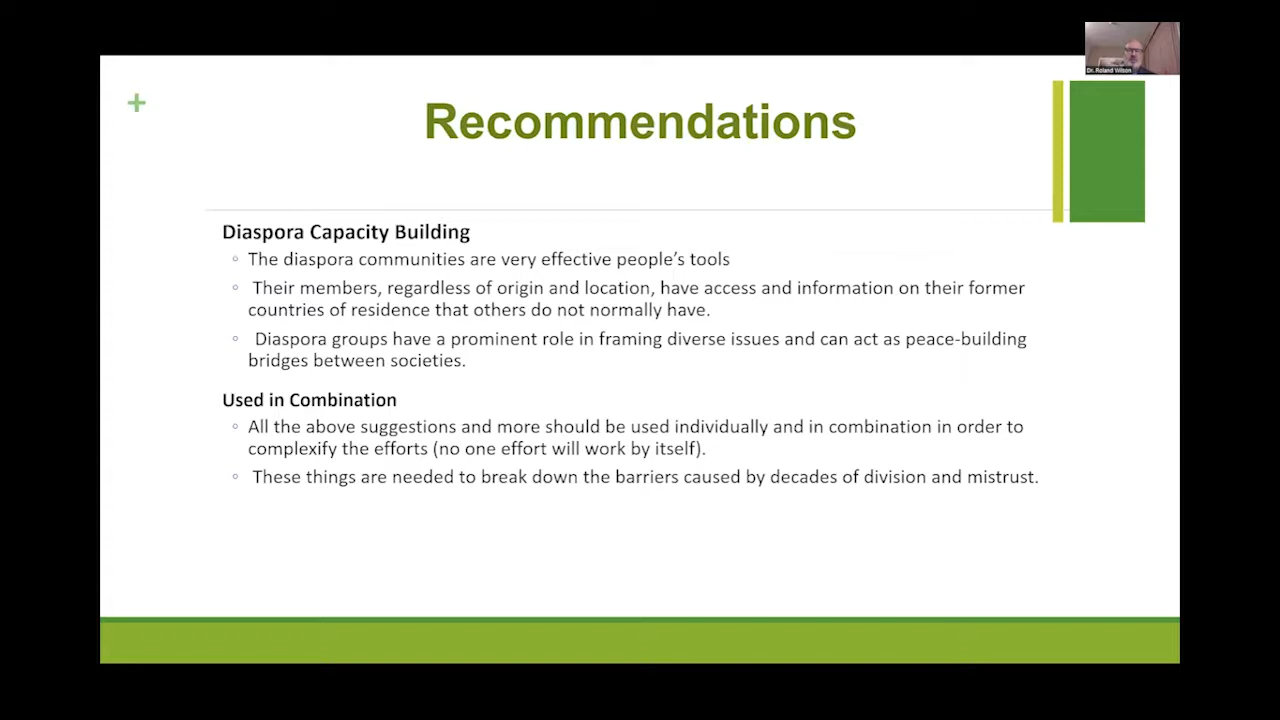 Dr. Roland Wilson
+
Recommendations
Diaspora Capacity Building
◦ The diaspora communities are very effective people's tools
◦ Their members, regardless of origin and location, have access and information on their former
countries of residence that others do not normally have.
◦ Diaspora groups have a prominent role in framing diverse issues and can act as peace-building
bridges between societies.
Used in Combination
◦ All the above suggestions and more should be used individually and in combination in order to
complexify the efforts (no one effort will work by itself).
◦ These things are needed to break down the barriers caused by decades of division and mistrust.